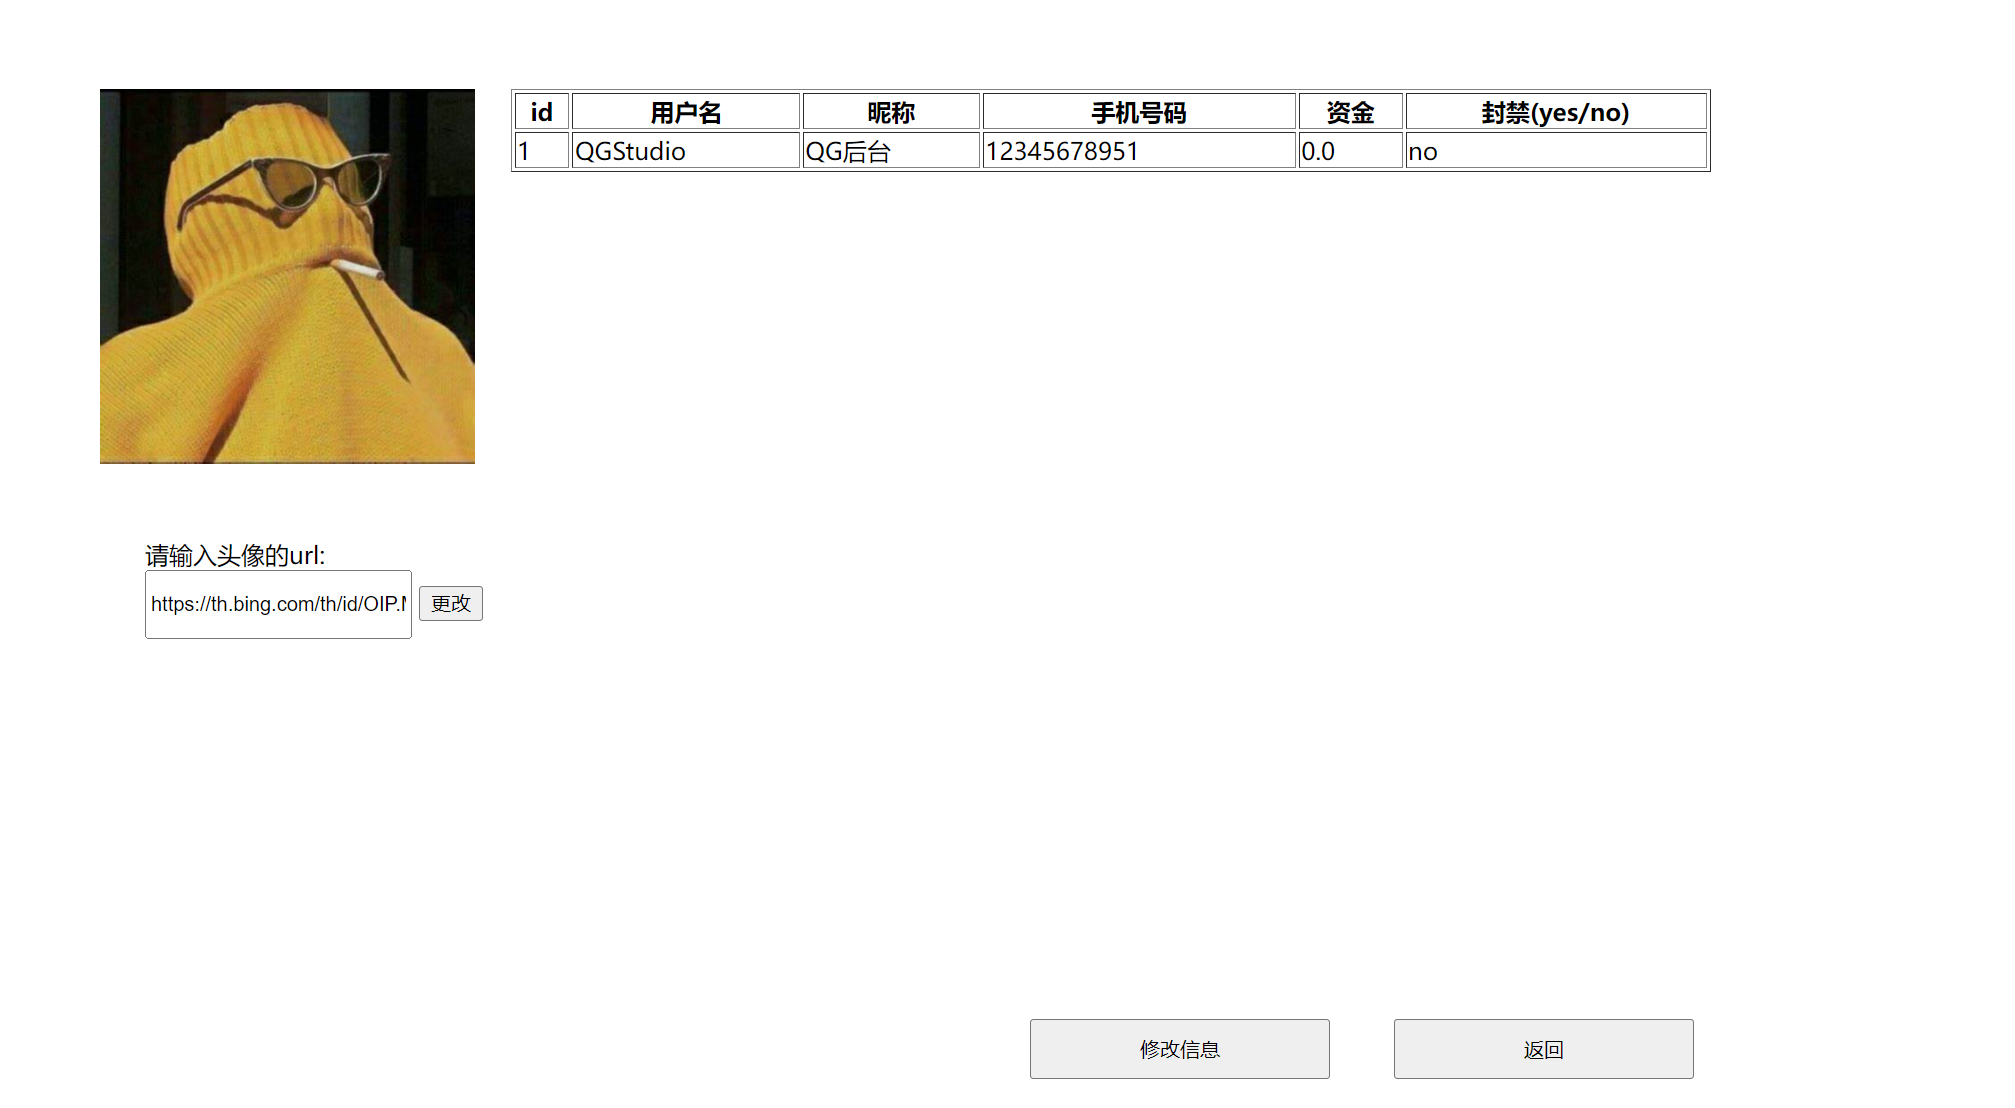 id 用户名 昵称 手机号码 资金 封禁(yes/no)
1 QGStudio QG后台 12345678951 0.0 no
请输入头像的url:
https://th.bing.com/th/id/OIP. 更改
修改信息 返回